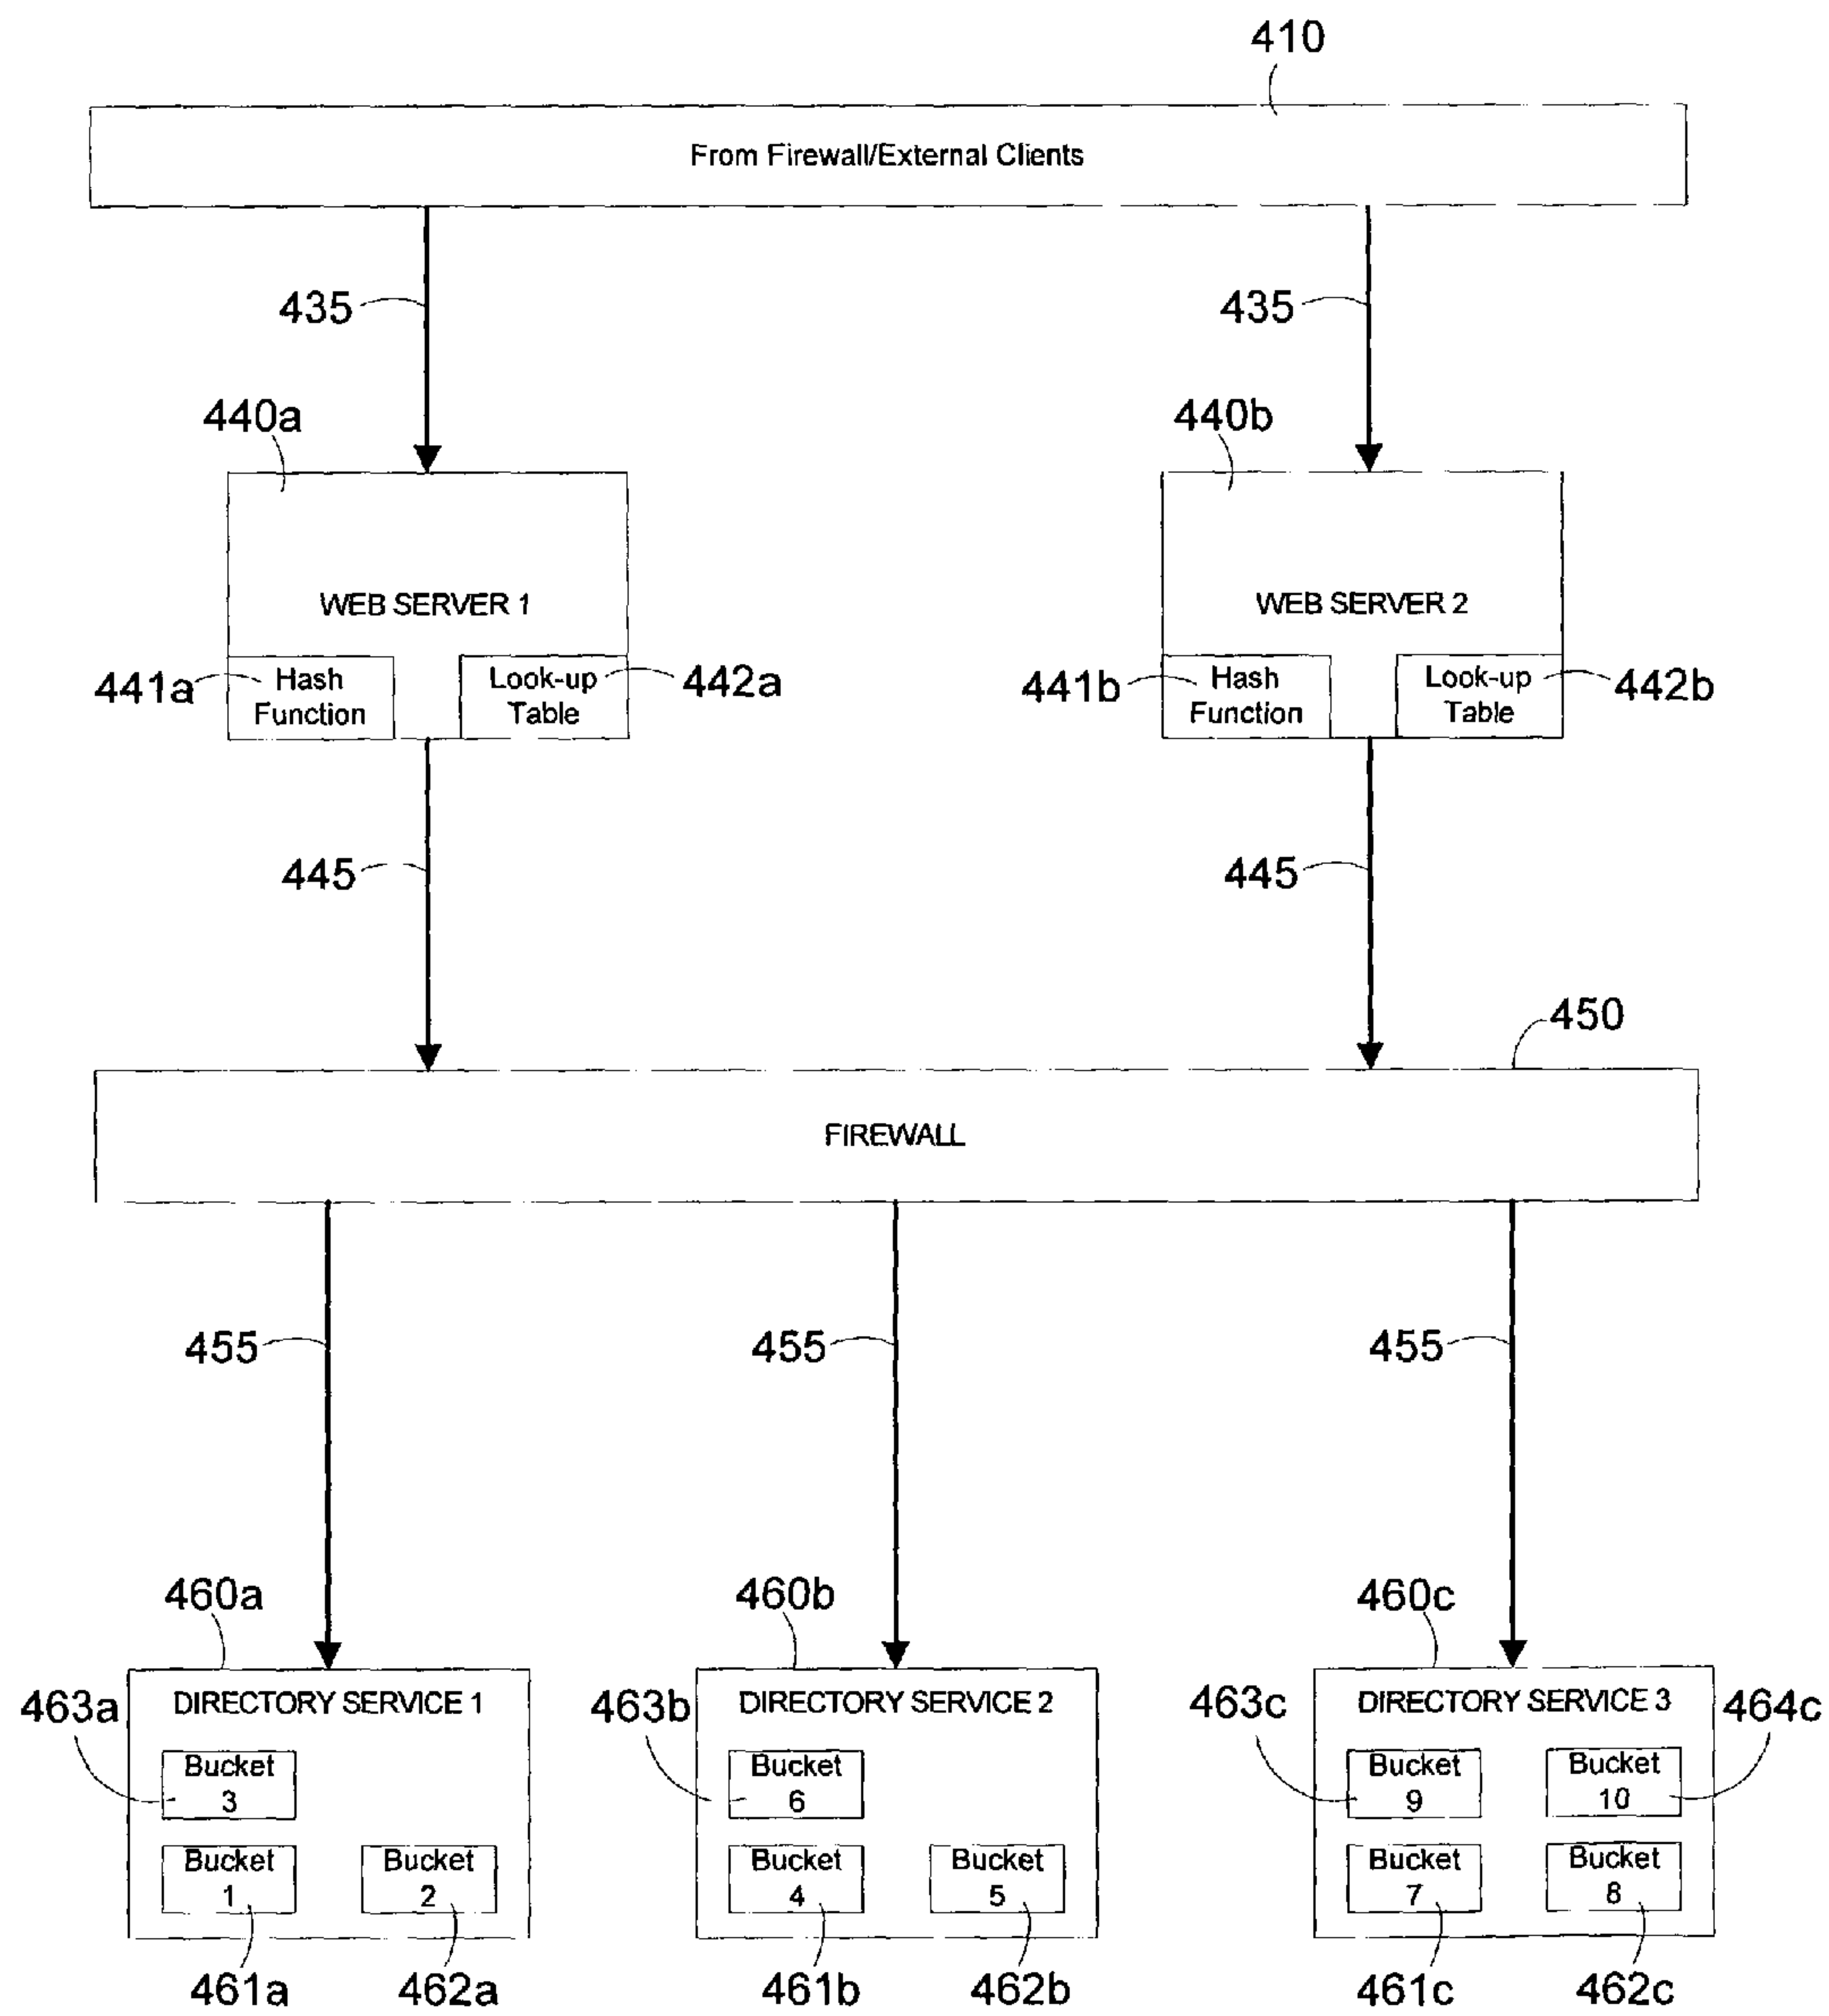 410
From Firewall/External Clients
435
435
440a
440b
WEB SERVER 1
WEB SERVER 2
441a
Hash
Function
Look-up
Table
442a
441b
Hash
Function
Look-up
Table
442b
445
445
450
FIREWALL
455
455
455
460a
460b
460c
463a
DIRECTORY SERVICE 1
463b
DIRECTORY SERVICE 2
463c
DIRECTORY SERVICE 3
464c
Bucket
3
Bucket
6
Bucket
9
Bucket
10
Bucket
1
Bucket
2
Bucket
4
Bucket
5
Bucket
7
Bucket
8
461a
462a
461b
462b
461c
462c